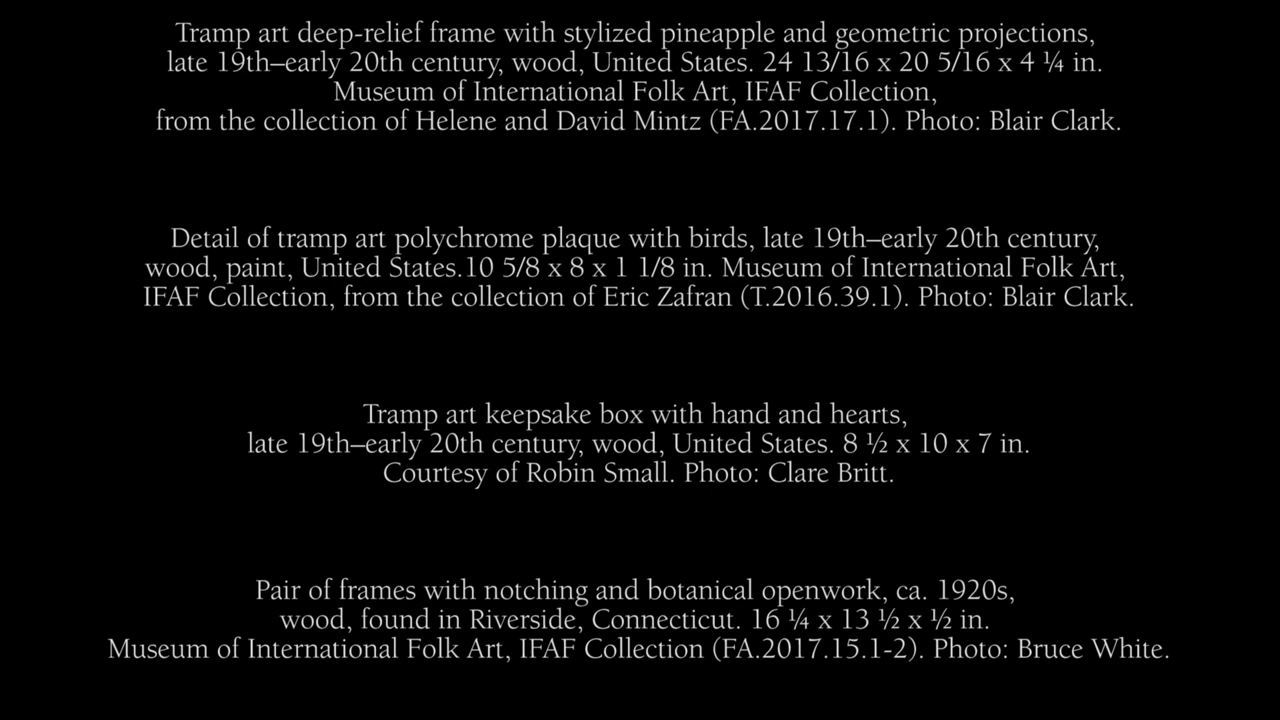 Tramp art deep-relief frame with stylized pineapple and geometric projections,
late 19th–early 20th century, wood, United States. 24 13/16 x 20 5/16 x 4 ¼ in.
Museum of International Folk Art, IFAF Collection,
from the collection of Helene and David Mintz (FA.2017.17.1). Photo: Blair Clark.
Detail of tramp art polychrome plaque with birds, late 19th–early 20th century,
wood, paint, United States.10 5/8 x 8 x 1 1/8 in. Museum of International Folk Art,
IFAF Collection, from the collection of Eric Zafran (T.2016.39.1). Photo: Blair Clark.
Tramp art keepsake box with hand and hearts,
late 19th–early 20th century, wood, United States. 8 ½ x 10 x 7 in.
Courtesy of Robin Small. Photo: Clare Britt.
Pair of frames with notching and botanical openwork, ca. 1920s,
wood, found in Riverside, Connecticut. 16 ¼ x 13 ½ x ½ in.
Museum of International Folk Art, IFAF Collection (FA.2017.15.1-2). Photo: Bruce White.